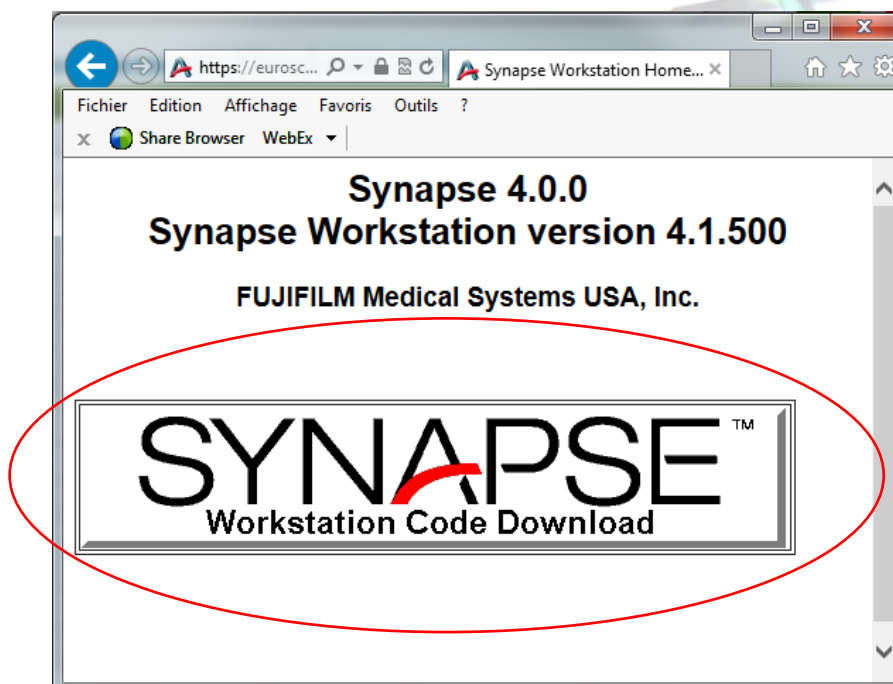 https://eurosc...
Synapse Workstation Home...
Fichier Edition Affichage Favoris Outils ?
x Share Browser WebEx
Synapse 4.0.0
Synapse Workstation version 4.1.500
FUJIFILM Medical Systems USA, Inc.
SYNAPSE™
Workstation Code Download